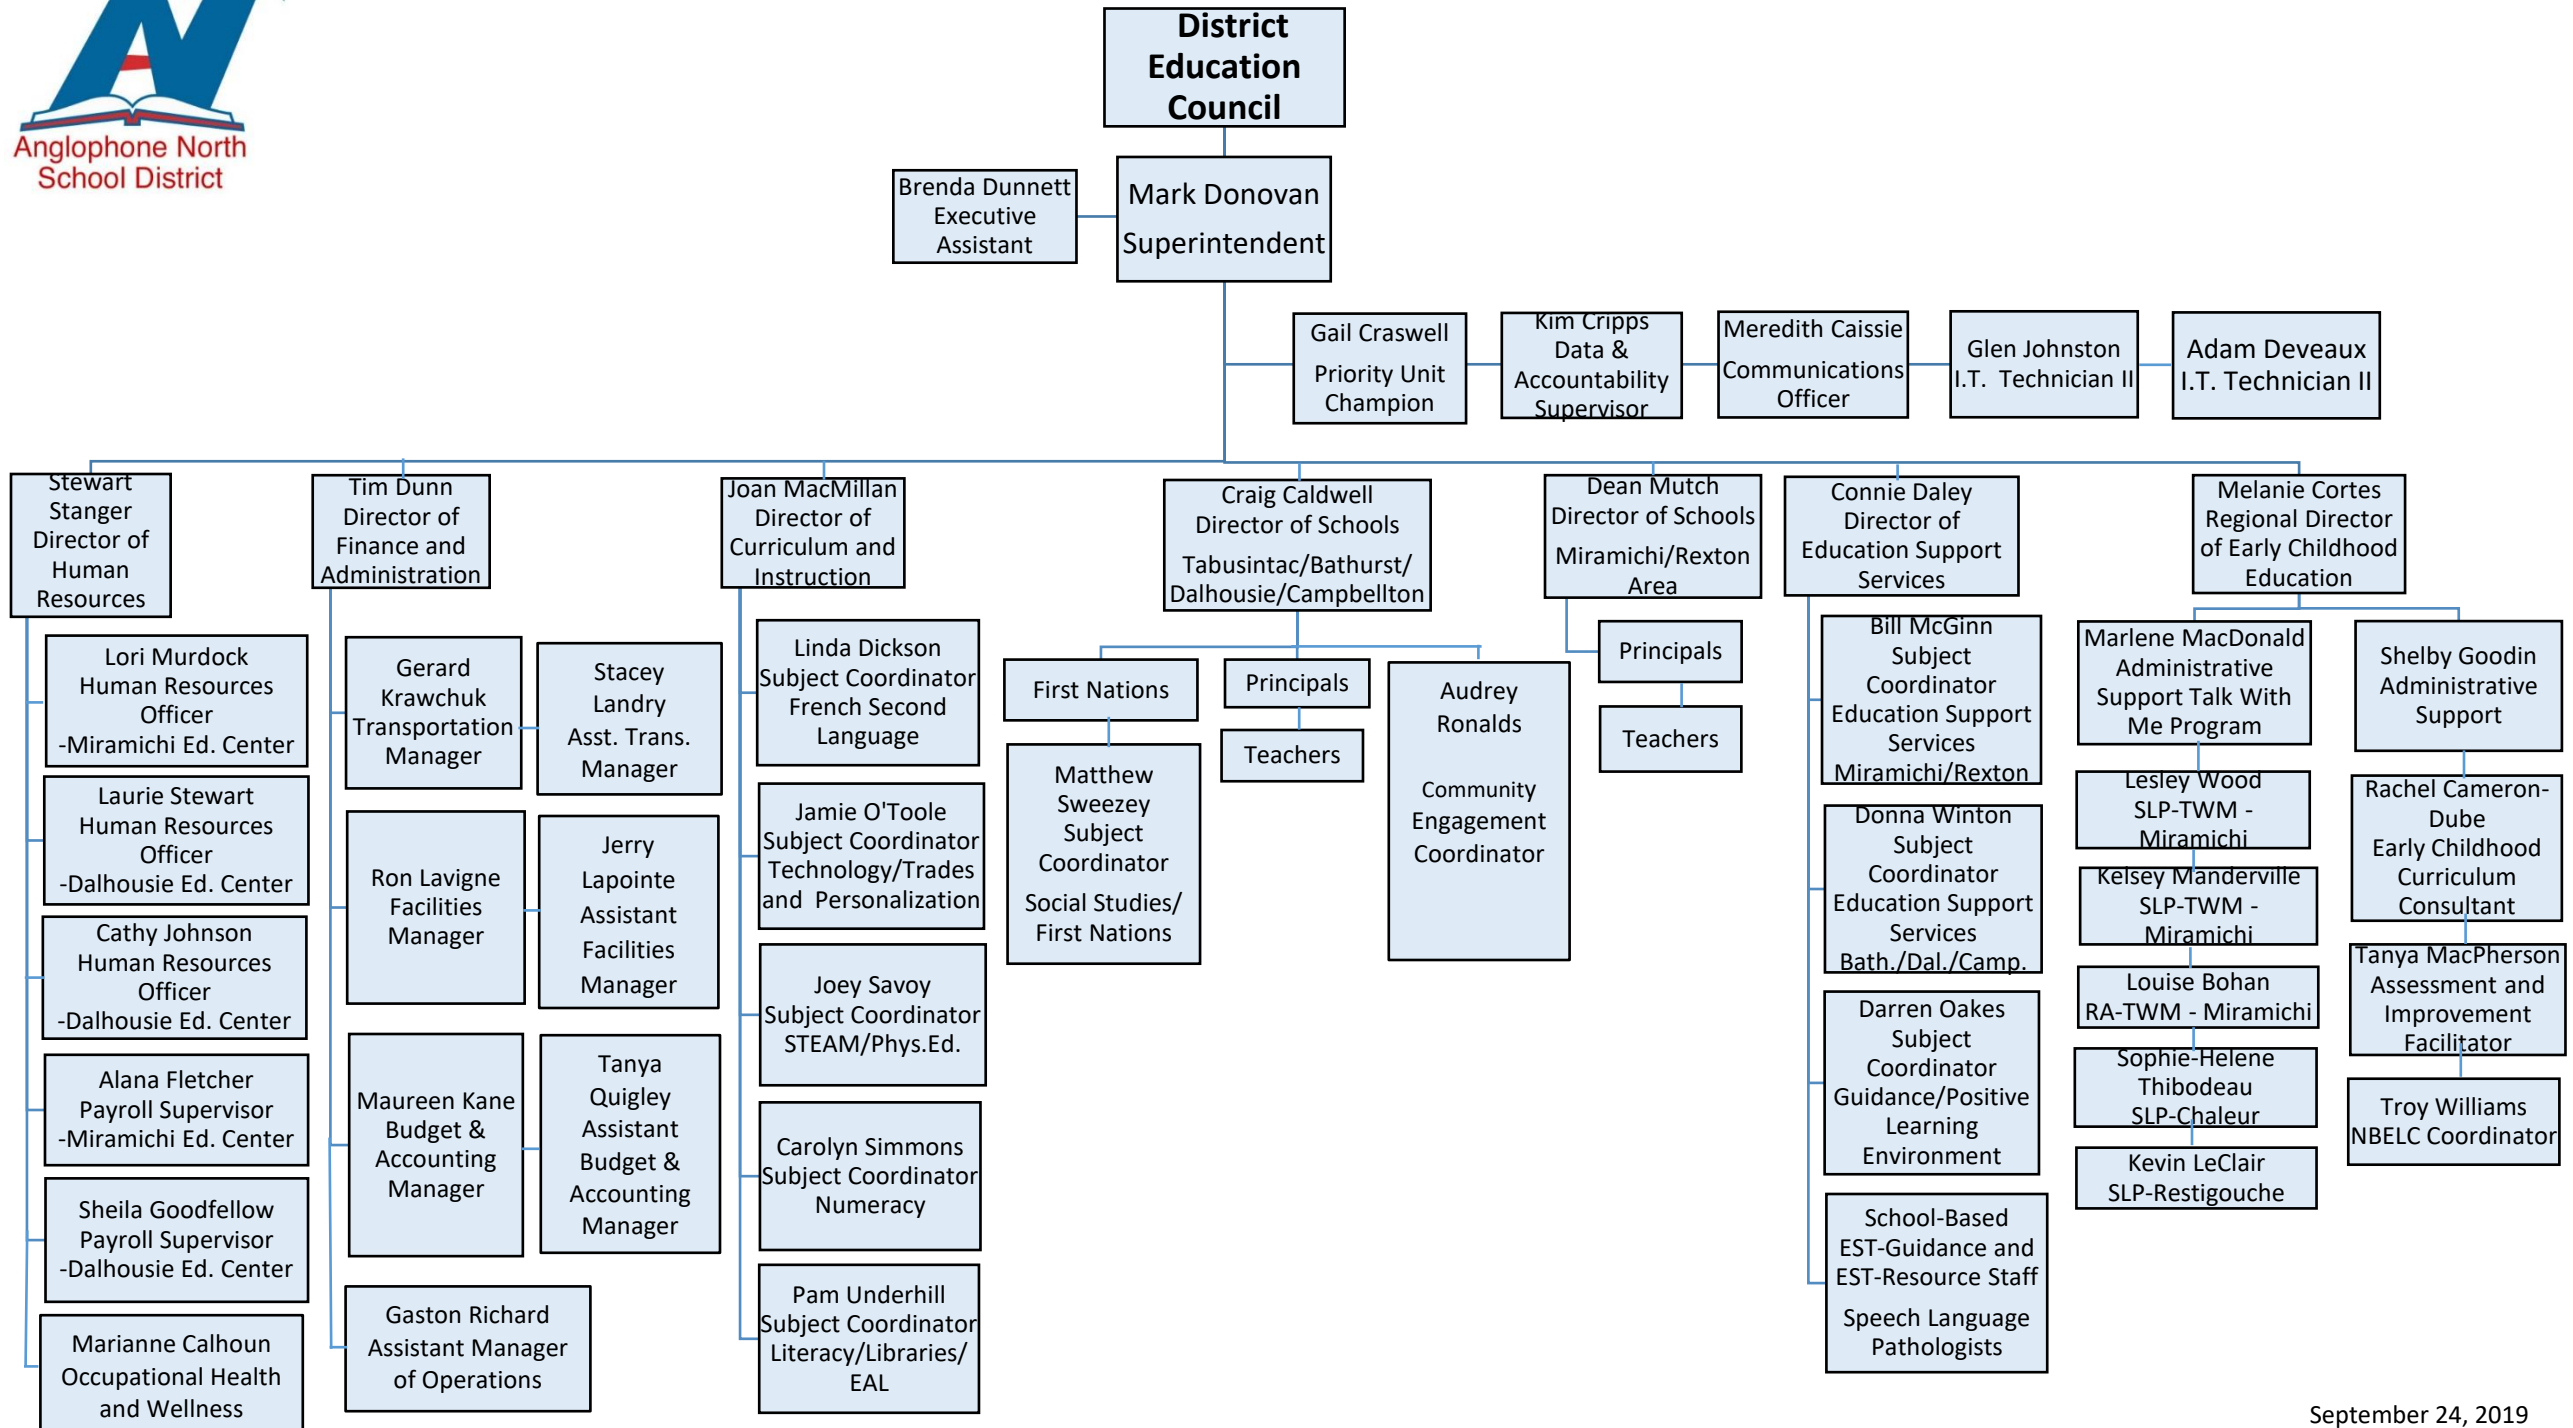 Anglophone North
School District
District
Education
Council
Brenda Dunnett
Executive
Assistant
Mark Donovan
Superintendent
Gail Craswell
Priority Unit
Champion
Kim Cripps
Data &
Accountability
Supervisor
Meredith Caissie
Communications
Officer
Glen Johnston
I.T. Technician II
Adam Deveaux
I.T. Technician II
Stewart
Stanger
Director of
Human
Resources
Lori Murdock
Human Resources
Officer
-Miramichi Ed. Center
Laurie Stewart
Human Resources
Officer
-Dalhousie Ed. Center
Cathy Johnson
Human Resources
Officer
-Dalhousie Ed. Center
Alana Fletcher
Payroll Supervisor
-Miramichi Ed. Center
Sheila Goodfellow
Payroll Supervisor
-Dalhousie Ed. Center
Marianne Calhoun
Occupational Health
and Wellness
Tim Dunn
Director of
Finance and
Administration
Gerard
Krawchuk
Transportation
Manager
Stacey
Landry
Asst. Trans.
Manager
Ron Lavigne
Facilities
Manager
Jerry
Lapointe
Assistant
Facilities
Manager
Maureen Kane
Budget &
Accounting
Manager
Tanya
Quigley
Assistant
Budget &
Accounting
Manager
Gaston Richard
Assistant Manager
of Operations
Joan MacMillan
Director of
Curriculum and
Instruction
Linda Dickson
Subject Coordinator
French Second
Language
Jamie O'Toole
Subject Coordinator
Technology/Trades
and Personalization
Joey Savoy
Subject Coordinator
STEAM/Phys.Ed.
Carolyn Simmons
Subject Coordinator
Numeracy
Pam Underhill
Subject Coordinator
Literacy/Libraries/
EAL
Craig Caldwell
Director of Schools
Tabusintac/Bathurst/
Dalhousie/Campbellton
First Nations
Matthew
Sweezey
Subject
Coordinator
Social Studies/
First Nations
Principals
Teachers
Audrey
Ronalds
Community
Engagement
Coordinator
Dean Mutch
Director of Schools
Miramichi/Rexton
Area
Principals
Teachers
Connie Daley
Director of
Education Support
Services
Bill McGinn
Subject
Coordinator
Education Support
Services
Miramichi/Rexton
Donna Winton
Subject
Coordinator
Education Support
Services
Bath./Dal./Camp.
Darren Oakes
Subject
Coordinator
Guidance/Positive
Learning
Environment
School-Based
EST-Guidance and
EST-Resource Staff
Speech Language
Pathologists
Melanie Cortes
Regional Director
of Early Childhood
Education
Marlene MacDonald
Administrative
Support Talk With
Me Program
Lesley Wood
SLP-TWM -
Miramichi
Kelsey Manderville
SLP-TWM -
Miramichi
Louise Bohan
RA-TWM - Miramichi
Sophie-Helene
Thibodeau
SLP-Chaleur
Kevin LeClair
SLP-Restigouche
Shelby Goodin
Administrative
Support
Rachel Cameron-
Dube
Early Childhood
Curriculum
Consultant
Tanya MacPherson
Assessment and
Improvement
Facilitator
Troy Williams
NBELC Coordinator
September 24, 2019